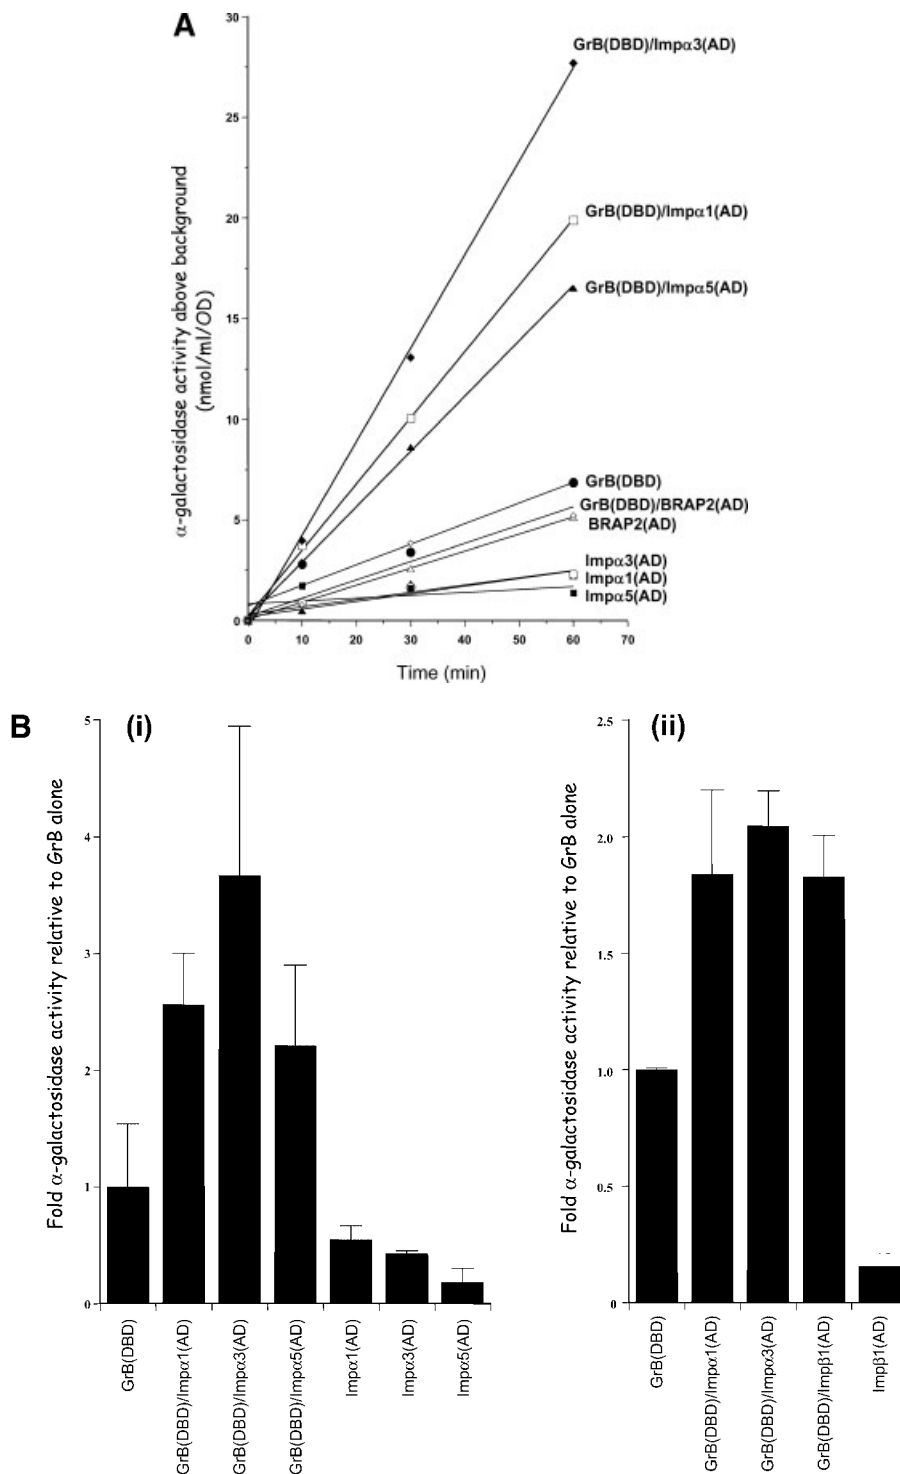 A
α-galactosidase activity above background
(nmol/ml/OD)
30
25
20
15
10
5
0
0
10
20
30
40
50
60
70
Time (min)
GrB(DBD)/Impα3(AD)
GrB(DBD)/Impα1(AD)
GrB(DBD)/Impα5(AD)
GrB(DBD)
GrB(DBD)/BRAP2(AD)
BRAP2(AD)
Impα3(AD)
Impα1(AD)
Impα5(AD)
B
(i)
Fold α-galactosidase activity relative to GrB alone
5
4
3
2
1
0
GrB(DBD)
GrB(DBD)/Impα1(AD)
GrB(DBD)/Impα3(AD)
GrB(DBD)/Impα5(AD)
Impα1(AD)
Impα3(AD)
Impα5(AD)
(ii)
Fold α-galactosidase activity relative to GrB alone
2.5
2.0
1.5
1.0
0.5
0
GrB(DBD)
GrB(DBD)/Impα1(AD)
GrB(DBD)/Impα3(AD)
GrB(DBD)/Impβ1(AD)
Impβ1(AD)